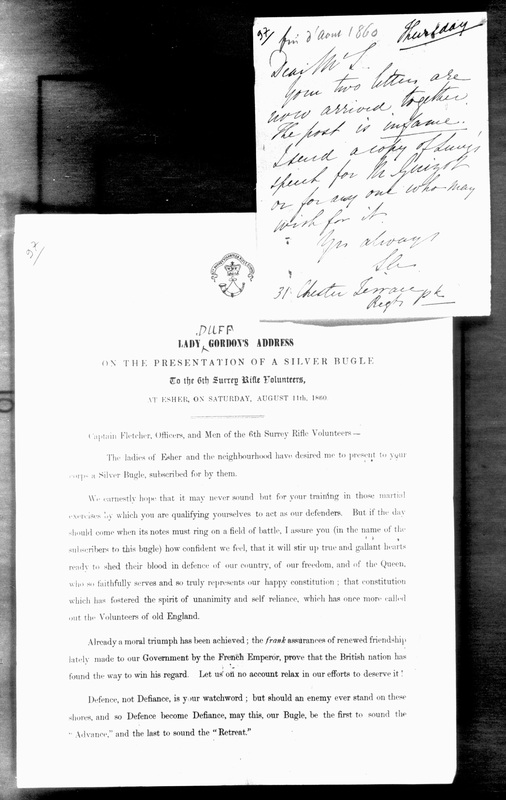 57/ fin d'Aout 1860 Thursday
Dear Mr S.
Your two letters are
now arrived together.
The post is infame.
I send a copy of Lucy's
speech for M. Guizot
or for any one who may
wish for it.
Yrs always
31. Chester Terrace
Regts pk
57/
DUFF
LADY GORDON'S ADDRESS
ON THE PRESENTATION OF A SILVER BUGLE
To the 6th Surrey Rifle Volunteers,
AT ESHER, ON SATURDAY, AUGUST 11th, 1860.
Captain Fletcher, Officers, and Men of the 6th Surrey Rifle Volunteers—
The ladies of Esher and the neighbourhood have desired me to present to your
corps a Silver Bugle, subscribed for by them.
We earnestly hope that it may never sound but for your training in those martial
exercises by which you are qualifying yourselves to act as our defenders. But if the day
should come when its notes must ring on a field of battle, I assure you (in the name of the
subscribers to this bugle) how confident we feel, that it will stir up true and gallant hearts
ready to shed their blood in defence of our country, of our freedom, and of the Queen,
who so faithfully serves and so truly represents our happy constitution; that constitution
which has fostered the spirit of unanimity and self reliance, which has once more called
out the Volunteers of old England.
Already a moral triumph has been achieved; the frank assurances of renewed friendship
lately made to our Government by the French Emperor, prove that the British nation has
found the way to win his regard. Let us on no account relax in our efforts to deserve it!
Defence, not Defiance, is your watchword; but should an enemy ever stand on these
shores, and so Defence become Defiance, may this, our Bugle, be the first to sound the
"Advance," and the last to sound the "Retreat."